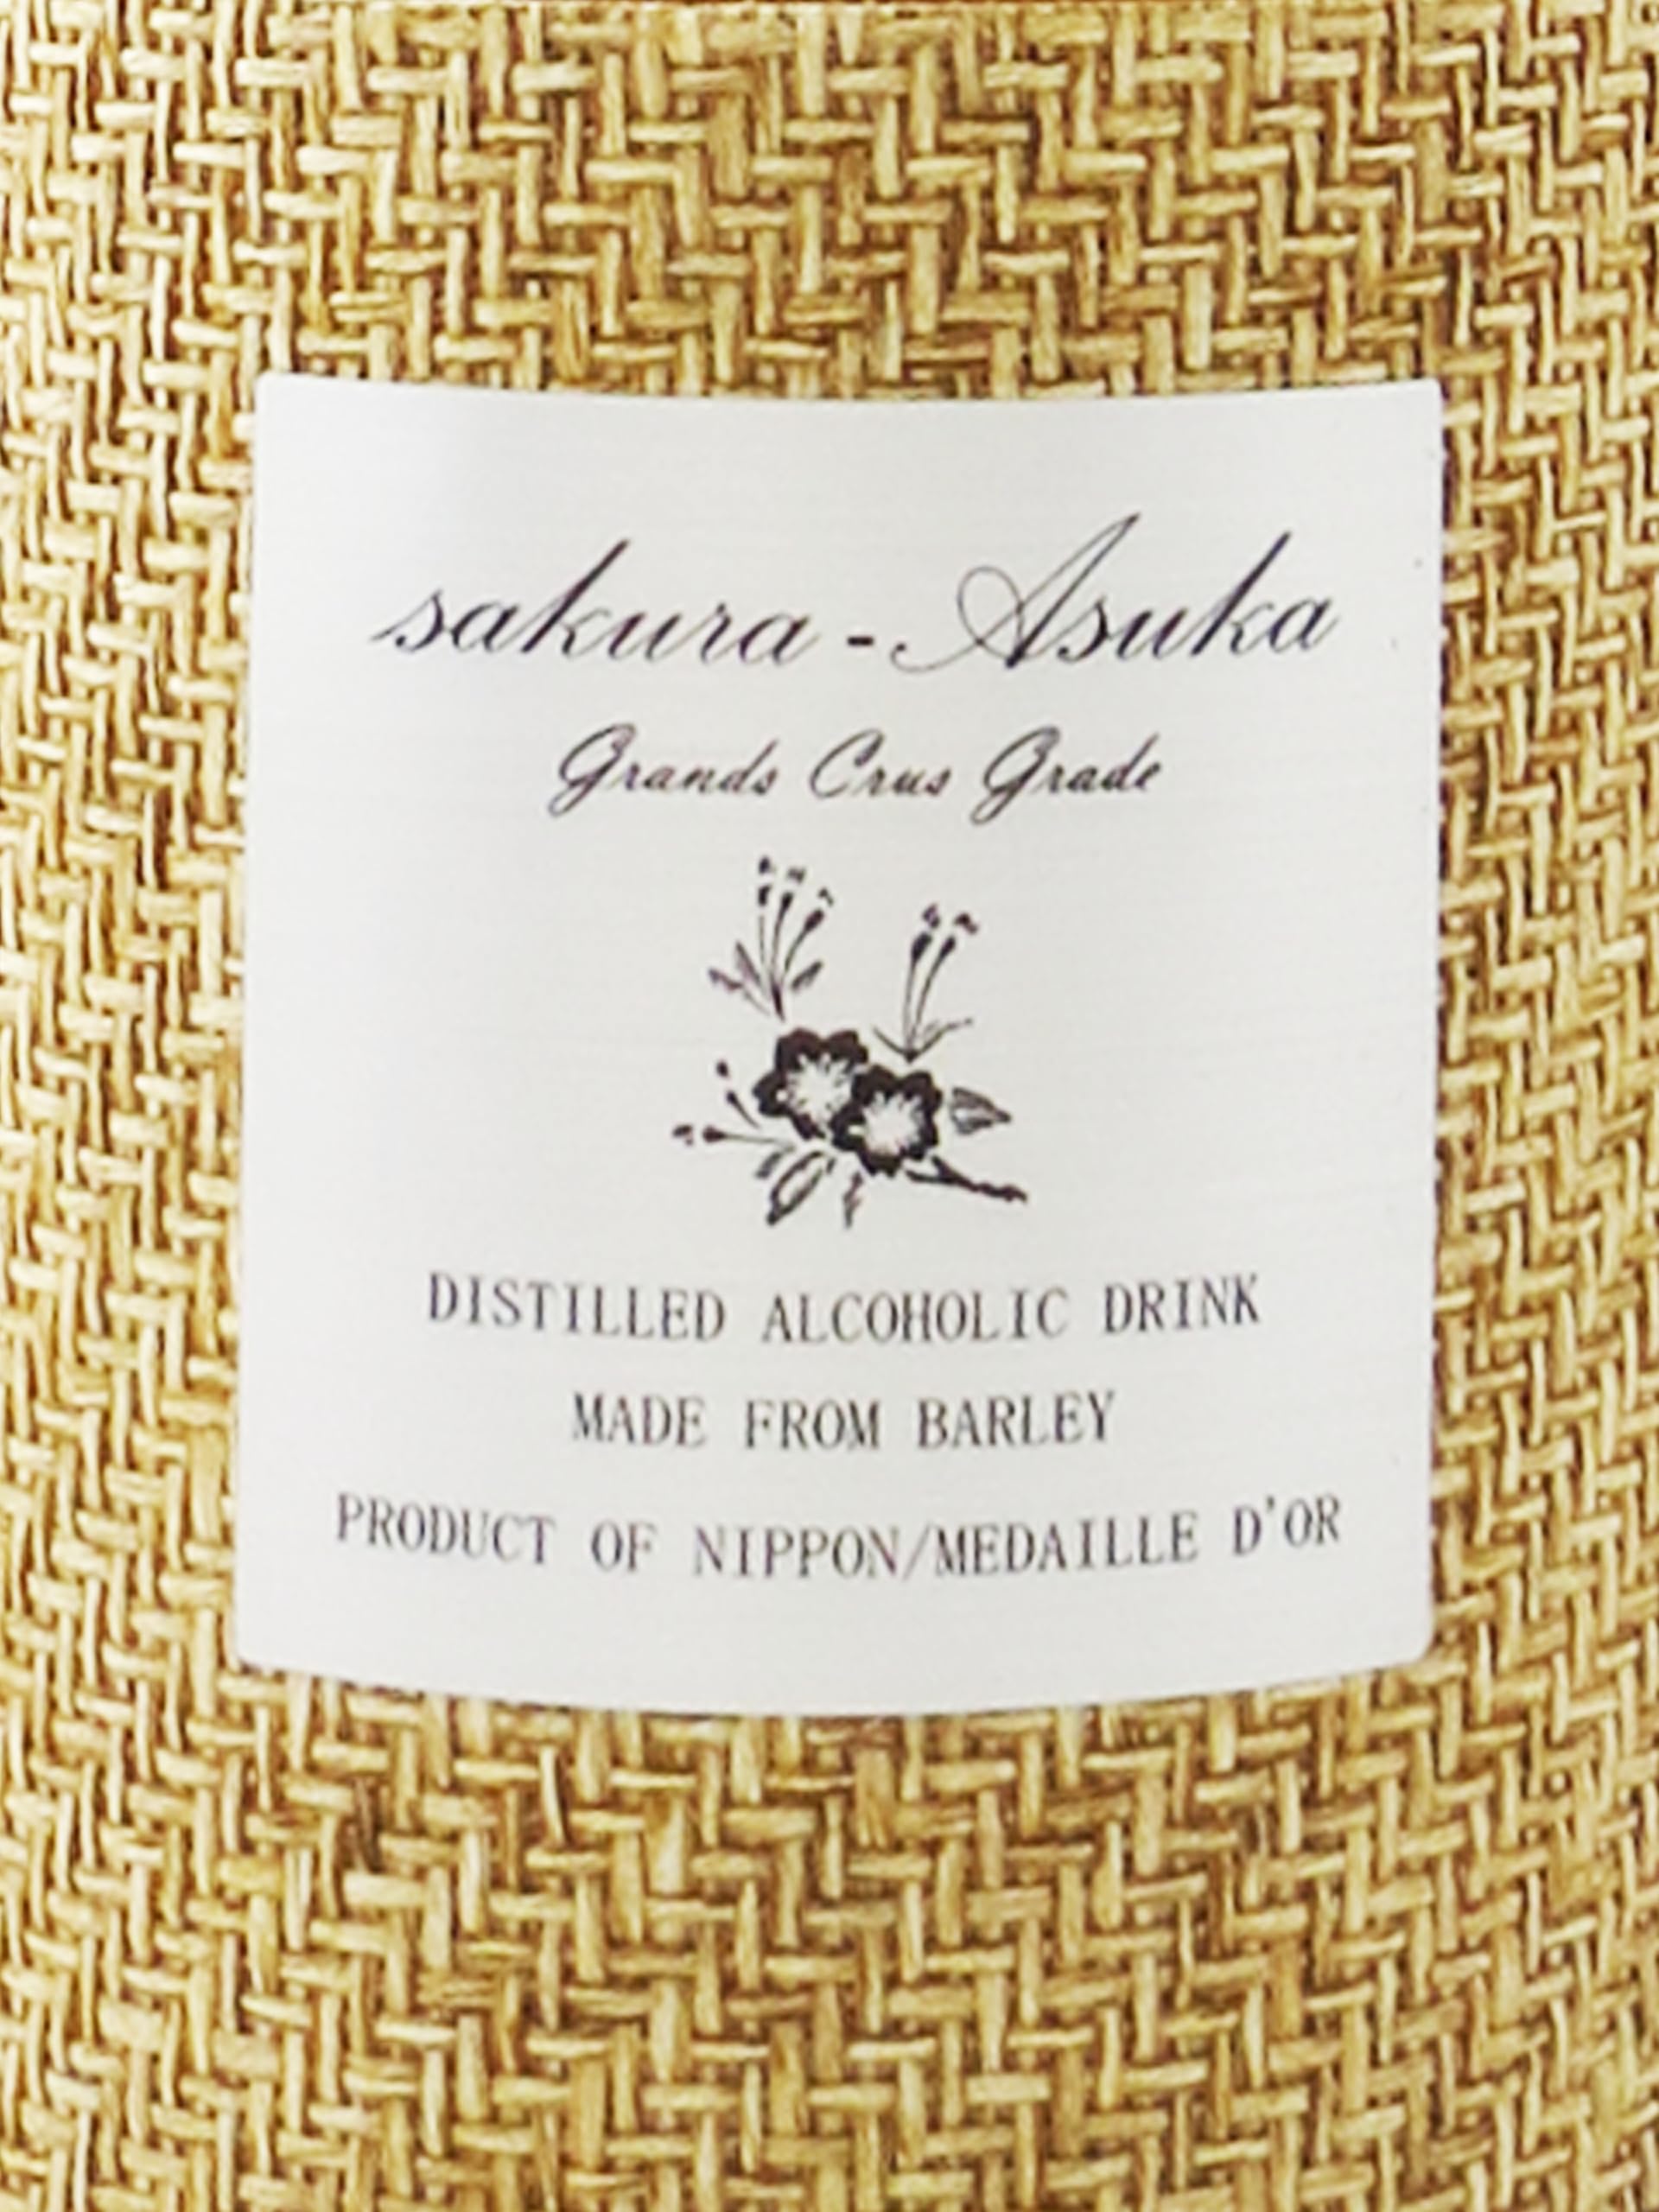 sakura - Asuka
Grands Crus Grade
DISTILLED ALCOHOLIC DRINK
MADE FROM BARLEY
PRODUCT OF NIPPON/MEDAILLE D'OR